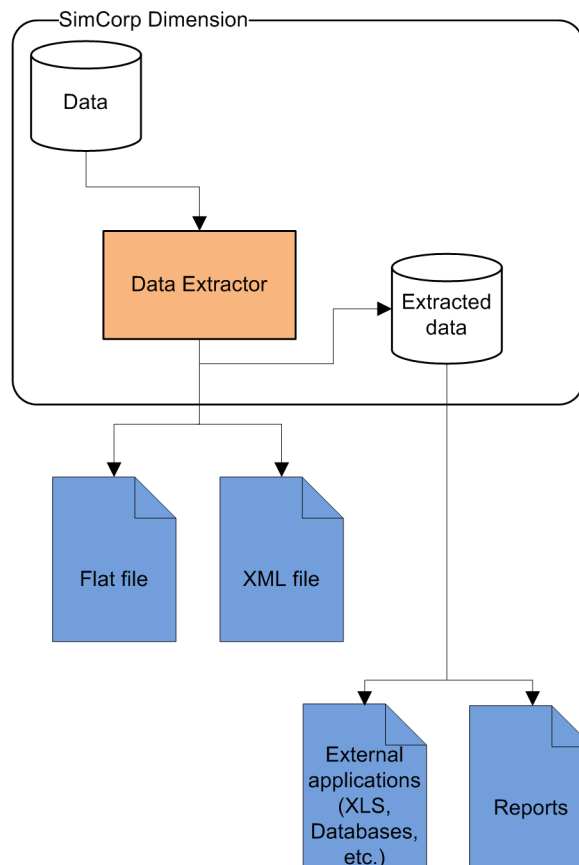 SimCorp Dimension
Data
Data Extractor
Extracted
data
Flat file
XML file
External
applications
(XLS,
Databases,
etc.)
Reports